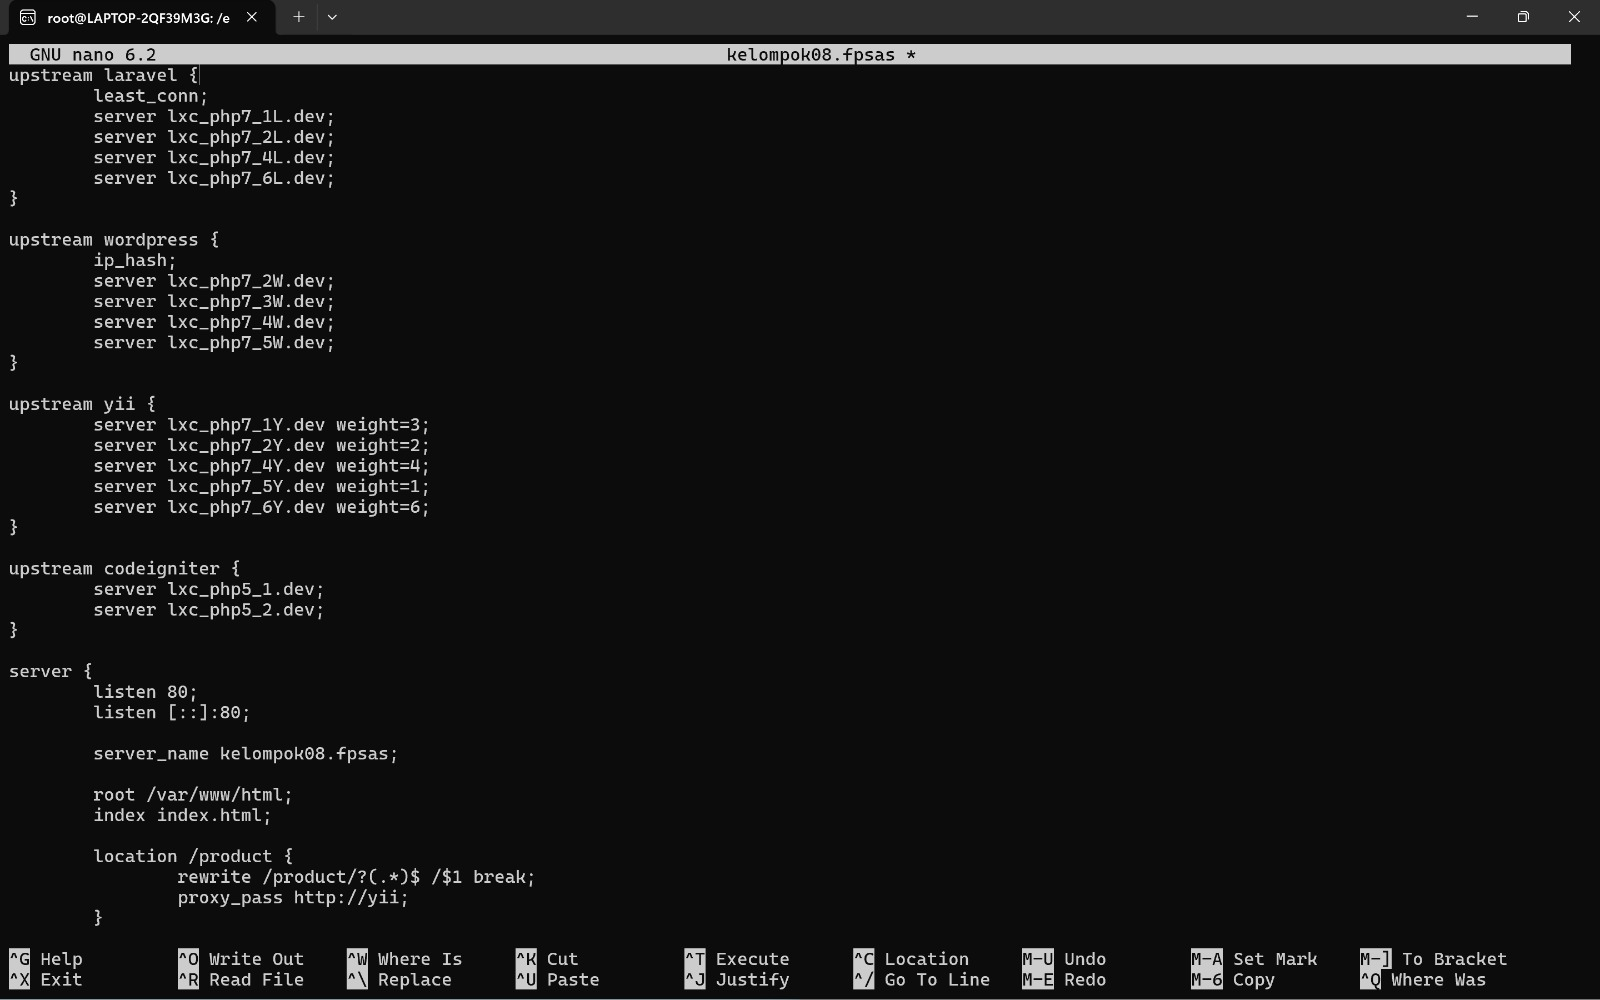 root@LAPTOP-2QF39M3G: /e
GNU nano 6.2 kelompok08.fpsas *
upstream laravel {
        least_conn;
        server lxc_php7_1L.dev;
        server lxc_php7_2L.dev;
        server lxc_php7_4L.dev;
        server lxc_php7_6L.dev;
}

upstream wordpress {
        ip_hash;
        server lxc_php7_2W.dev;
        server lxc_php7_3W.dev;
        server lxc_php7_4W.dev;
        server lxc_php7_5W.dev;
}

upstream yii {
        server lxc_php7_1Y.dev weight=3;
        server lxc_php7_2Y.dev weight=2;
        server lxc_php7_4Y.dev weight=4;
        server lxc_php7_5Y.dev weight=1;
        server lxc_php7_6Y.dev weight=6;
}

upstream codeigniter {
        server lxc_php5_1.dev;
        server lxc_php5_2.dev;
}

server {
        listen 80;
        listen [::]:80;

        server_name kelompok08.fpsas;

        root /var/www/html;
        index index.html;

        location /product {
                rewrite /product/?(.*)$ /$1 break;
                proxy_pass http://yii;
        }

^G Help ^O Write Out ^W Where Is ^K Cut ^T Execute ^C Location M-U Undo M-A Set Mark M-] To Bracket
^X Exit ^R Read File ^\ Replace ^U Paste ^J Justify ^/ Go To Line M-E Redo M-6 Copy ^Q Where Was